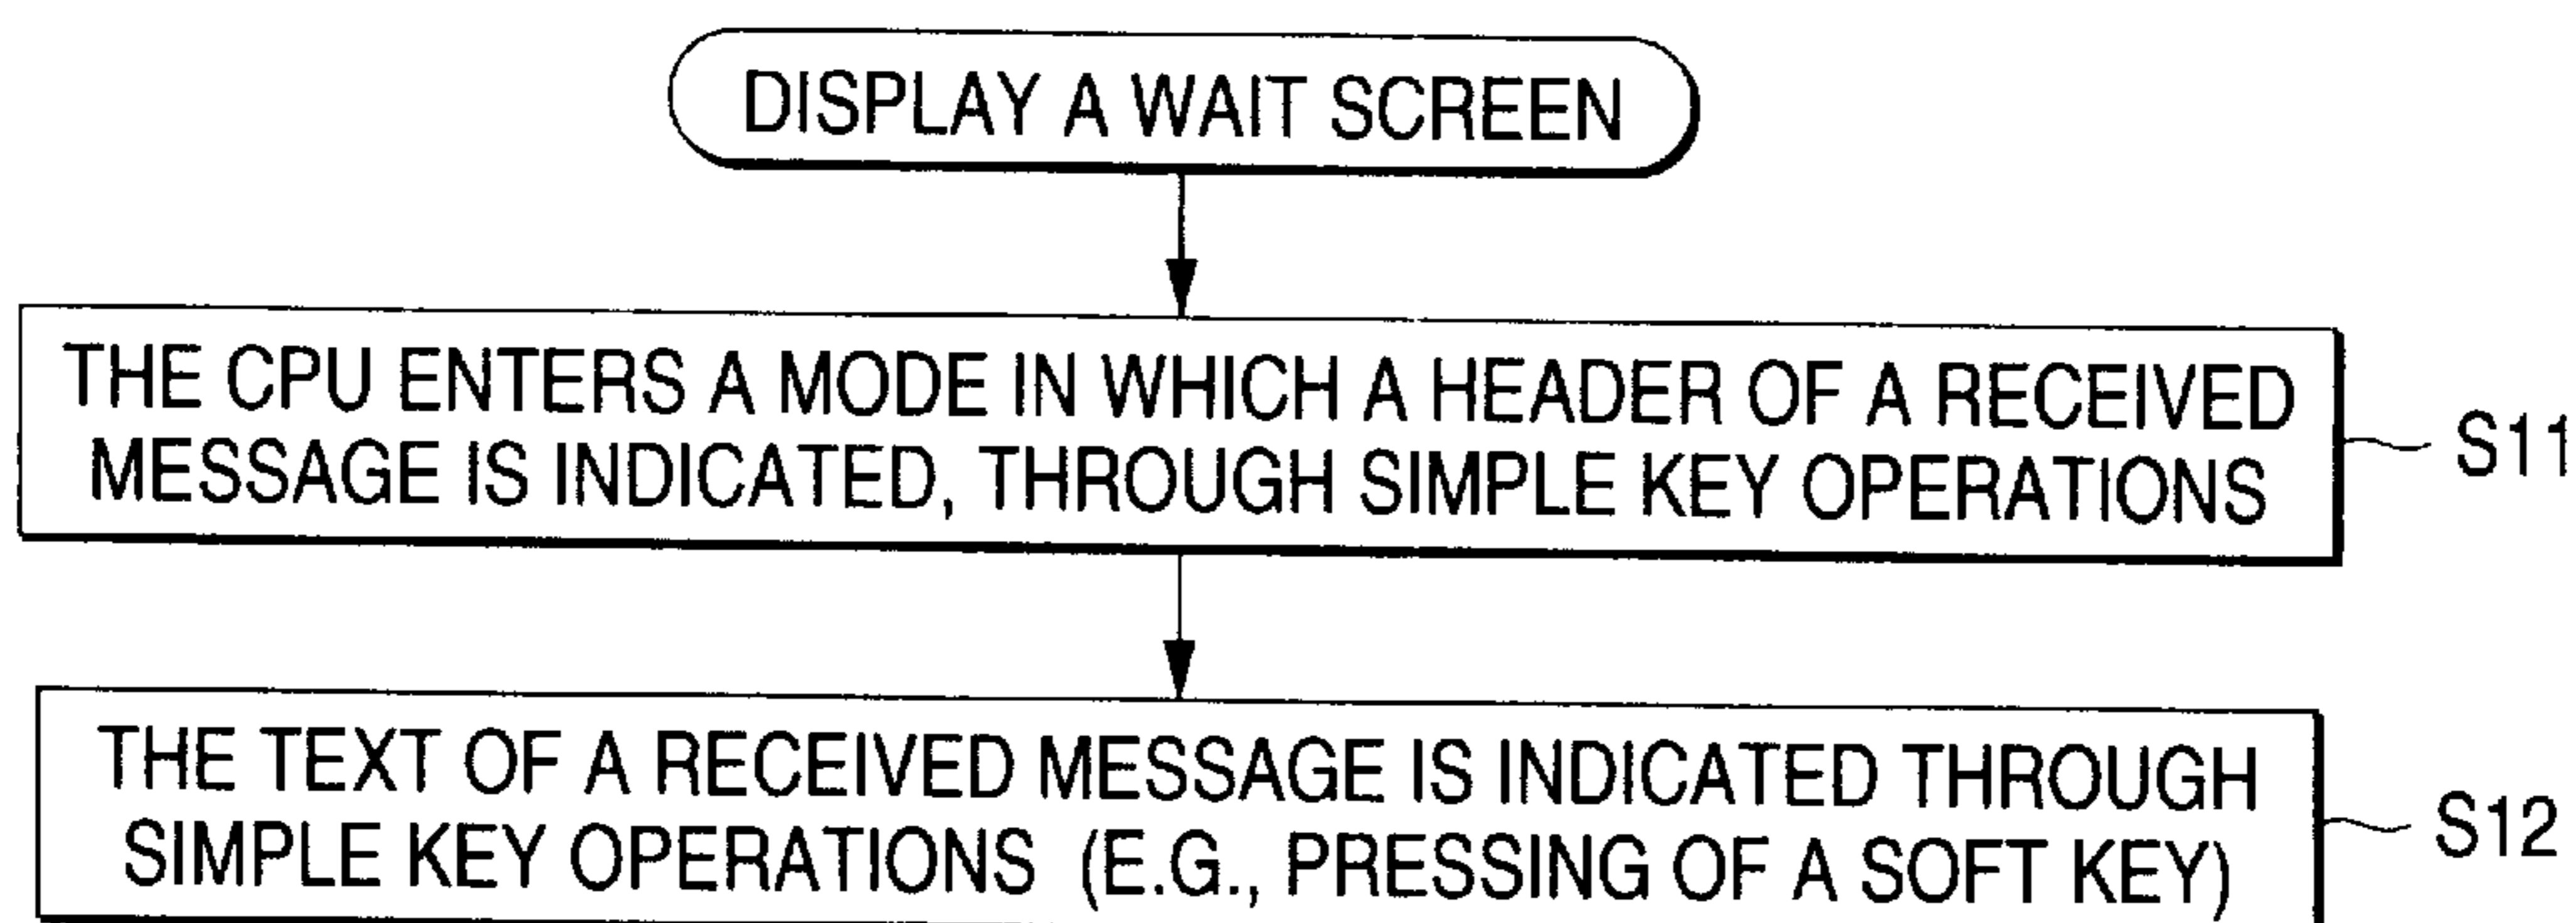 DISPLAY A WAIT SCREEN
THE CPU ENTERS A MODE IN WHICH A HEADER OF A RECEIVED
MESSAGE IS INDICATED, THROUGH SIMPLE KEY OPERATIONS
S11
THE TEXT OF A RECEIVED MESSAGE IS INDICATED THROUGH
SIMPLE KEY OPERATIONS (E.G., PRESSING OF A SOFT KEY)
S12